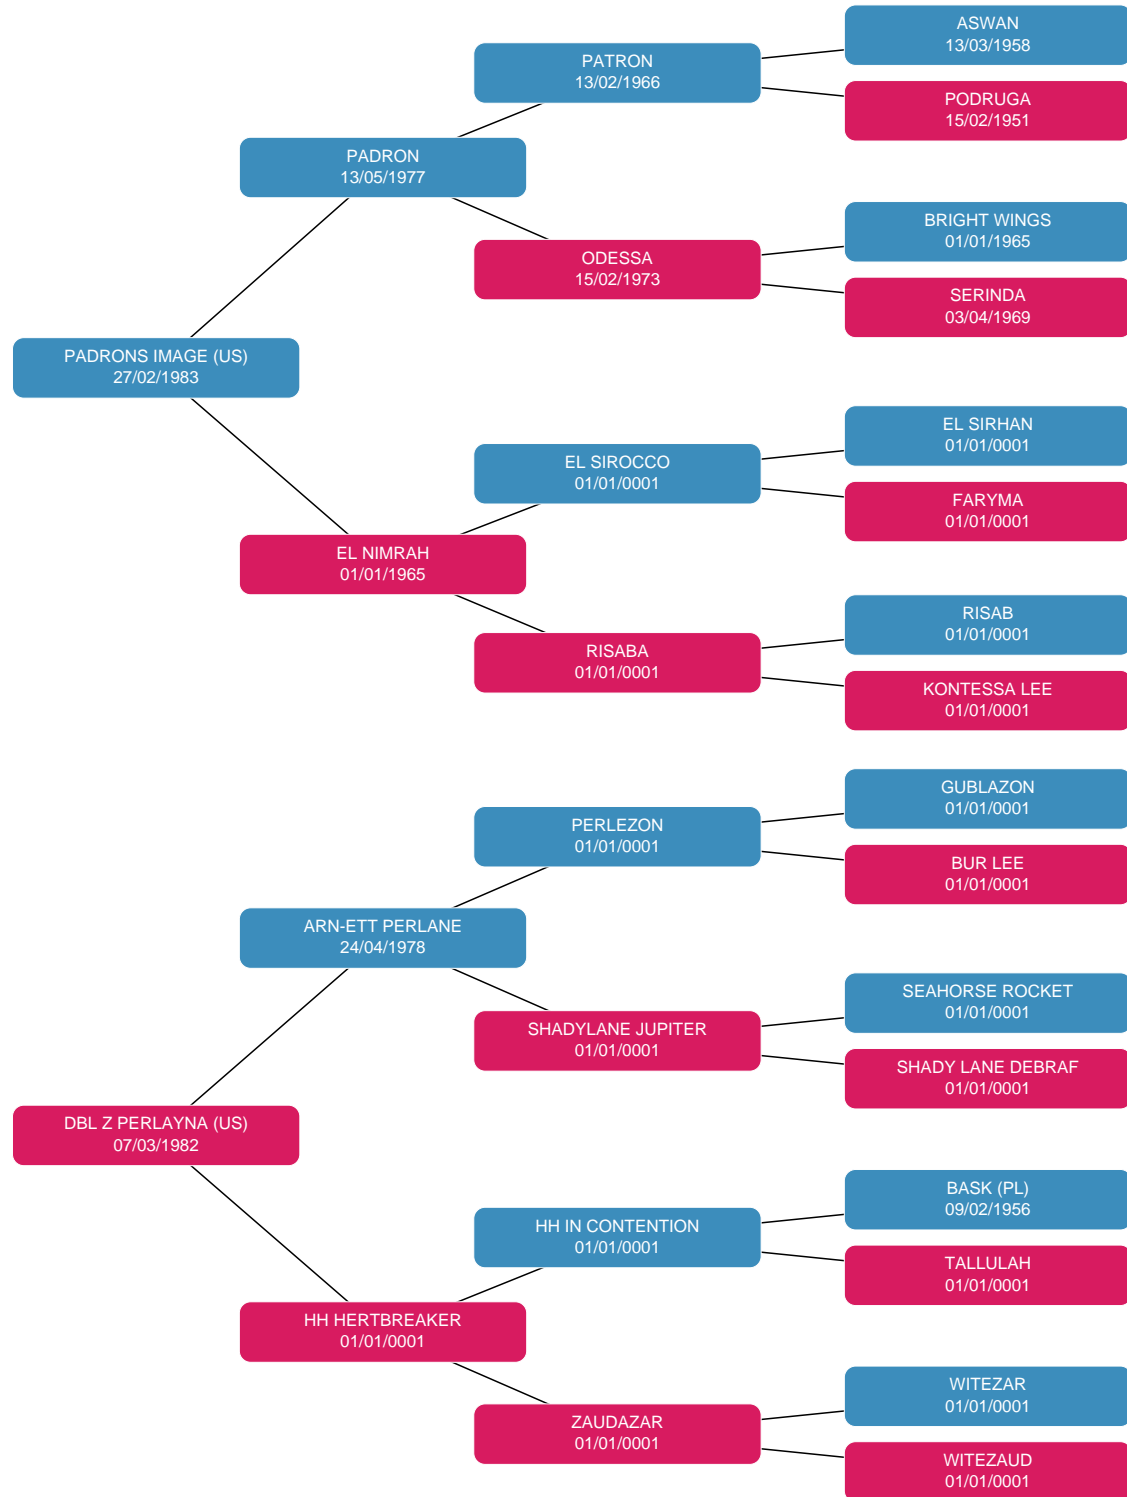 ASWAN
13/03/1958
PATRON
13/02/1966
PODRUGA
15/02/1951
PADRON
13/05/1977
BRIGHT WINGS
01/01/1965
ODESSA
15/02/1973
SERINDA
03/04/1969
PADRONS IMAGE (US)
27/02/1983
EL SIRHAN
01/01/0001
EL SIROCCO
01/01/0001
FARYMA
01/01/0001
EL NIMRAH
01/01/1965
RISAB
01/01/0001
RISABA
01/01/0001
KONTESSA LEE
01/01/0001
GUBLAZON
01/01/0001
PERLEZON
01/01/0001
BUR LEE
01/01/0001
ARN-ETT PERLANE
24/04/1978
SEAHORSE ROCKET
01/01/0001
SHADYLANE JUPITER
01/01/0001
SHADY LANE DEBRAF
01/01/0001
DBL Z PERLAYNA (US)
07/03/1982
BASK (PL)
09/02/1956
HH IN CONTENTION
01/01/0001
TALLULAH
01/01/0001
HH HERTBREAKER
01/01/0001
WITEZAR
01/01/0001
ZAUDAZAR
01/01/0001
WITEZAUD
01/01/0001